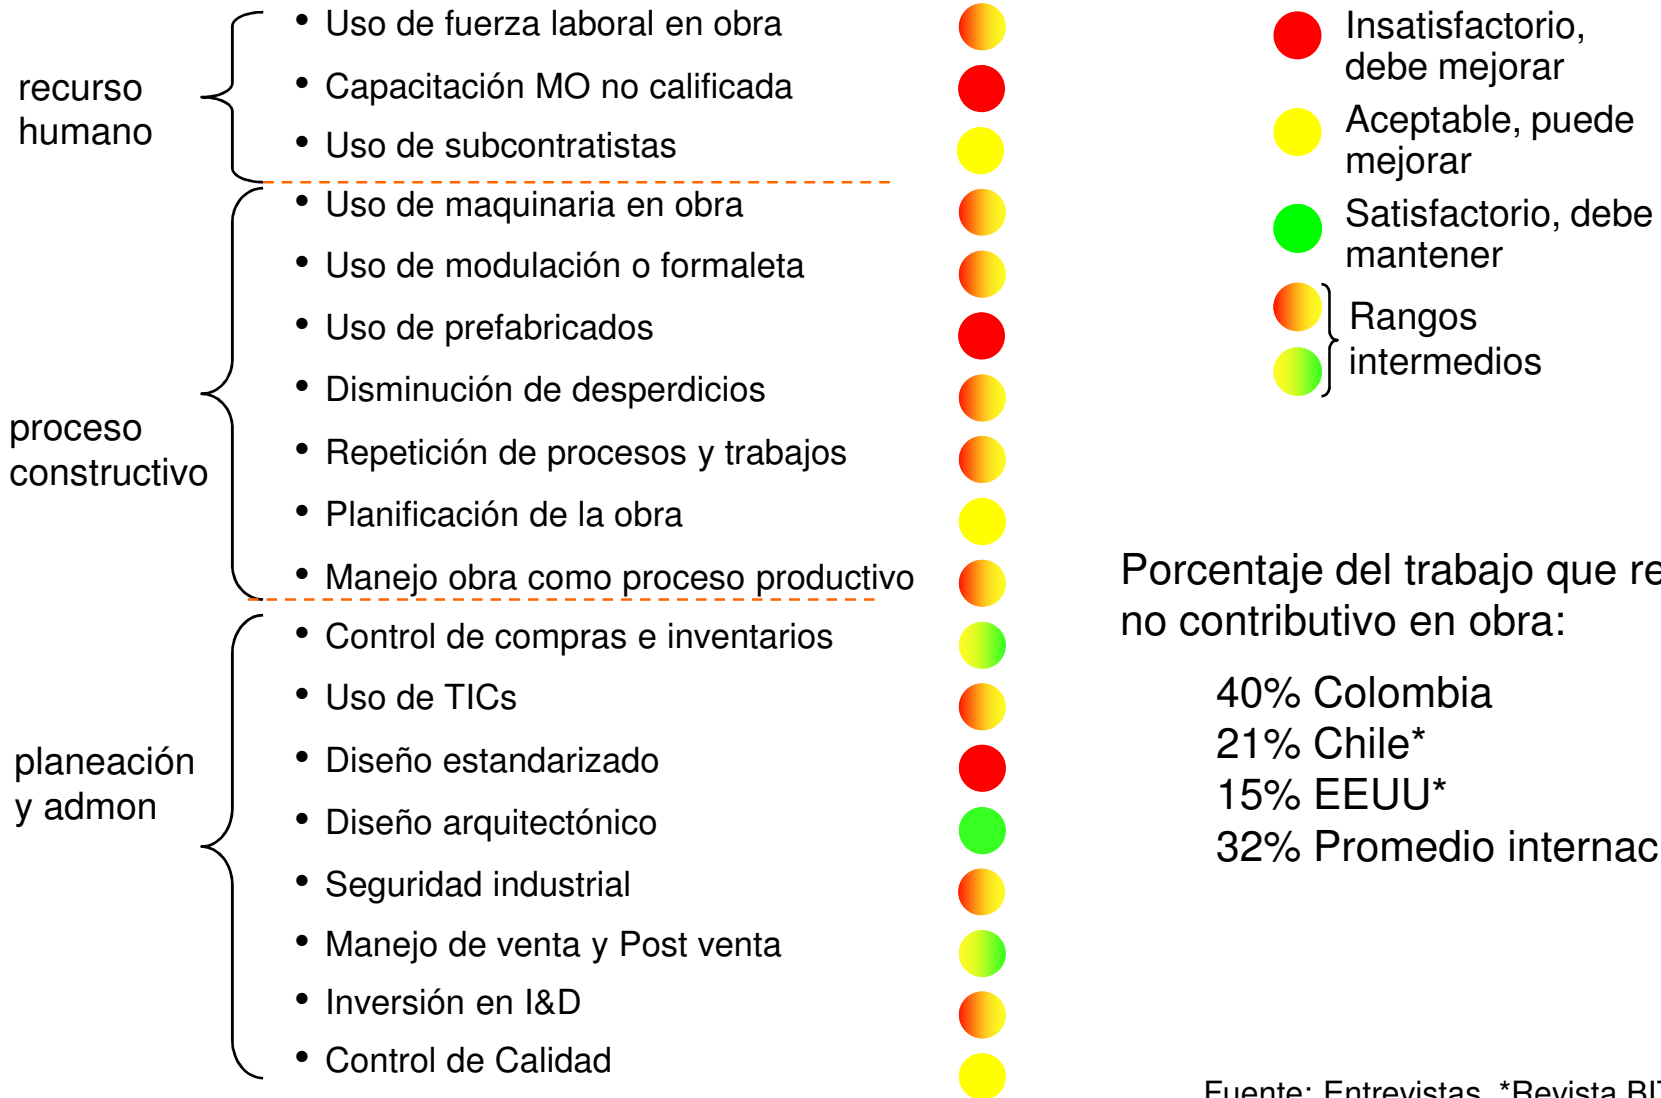 recurso
humano
• Uso de fuerza laboral en obra
• Capacitación MO no calificada
• Uso de subcontratistas
proceso
constructivo
• Uso de maquinaria en obra
• Uso de modulación o formaleta
• Uso de prefabricados
• Disminución de desperdicios
• Repetición de procesos y trabajos
• Planificación de la obra
• Manejo obra como proceso productivo
planeación
y admon
• Control de compras e inventarios
• Uso de TICs
• Diseño estandarizado
• Diseño arquitectónico
• Seguridad industrial
• Manejo de venta y Post venta
• Inversión en I&D
• Control de Calidad
Insatisfactorio,
debe mejorar
Aceptable, puede
mejorar
Satisfactorio, debe
mantener
Rangos
intermedios
Porcentaje del trabajo que
no contributivo en obra:
40% Colombia
21% Chile*
15% EEUU*
32% Promedio
Fuente: Entrevistas, *Revista